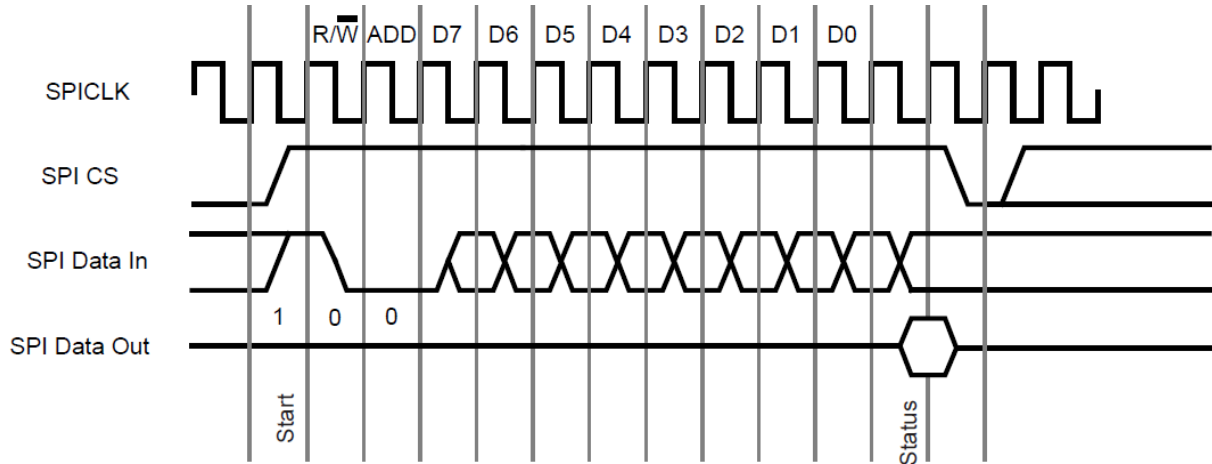 R/W̅ ADD D7 D6 D5 D4 D3 D2 D1 D0
SPICLK
SPI CS
SPI Data In
1 0 0
SPI Data Out
Start
Status